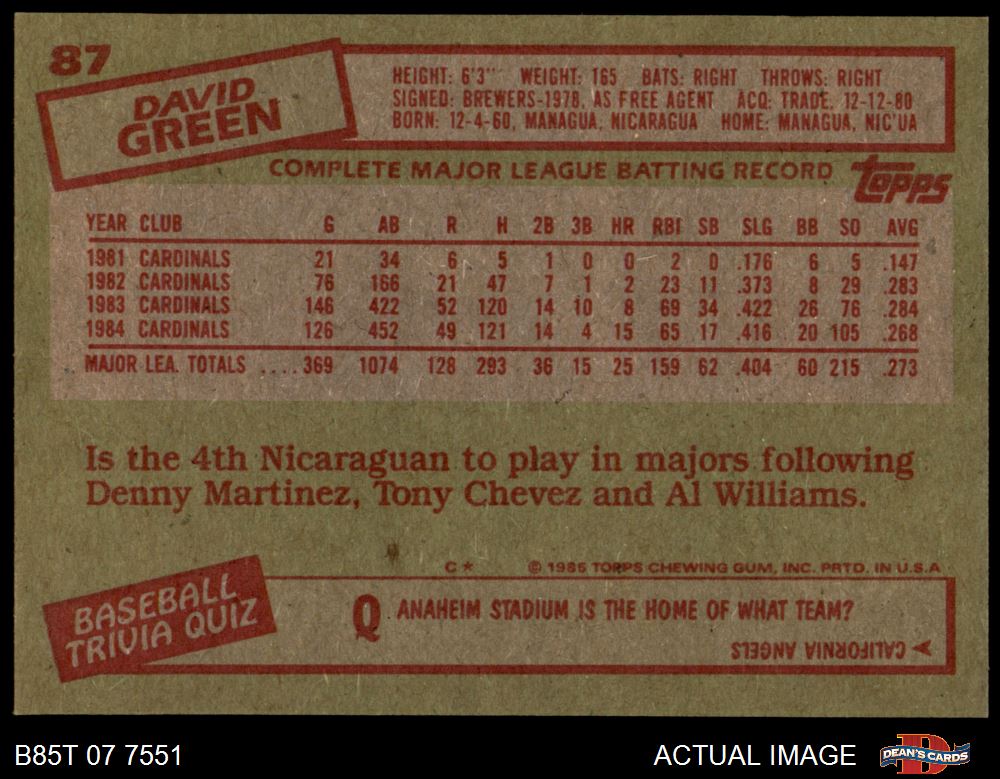 87
DAVID
GREEN
HEIGHT: 6'3" WEIGHT: 165 BATS: RIGHT THROWS: RIGHT
SIGNED: BREWERS-1978, AS FREE AGENT ACQ: TRADE, 12-12-80
BORN: 12-4-60, MANAGUA, NICARAGUA HOME: MANAGUA, NIC'UA
COMPLETE MAJOR LEAGUE BATTING RECORD
Topps
YEAR CLUB G AB R H 2B 3B HR RBI SB SLG BB SO AVG
1981 CARDINALS 21 34 6 5 1 0 0 2 0 .176 6 5 .147
1982 CARDINALS 76 166 21 47 7 1 2 23 11 .373 8 29 .283
1983 CARDINALS 146 422 52 120 14 10 8 69 34 .422 26 76 .284
1984 CARDINALS 126 452 49 121 14 4 15 65 17 .416 20 105 .268
MAJOR LEA. TOTALS ....369 1074 128 293 36 15 25 159 62 .404 60 215 .273
Is the 4th Nicaraguan to play in majors following
Denny Martinez, Tony Chevez and Al Williams.
C* © 1985 TOPPS CHEWING GUM, INC. PRTD. IN U.S.A
BASEBALL
TRIVIA QUIZ
Q ANAHEIM STADIUM IS THE HOME OF WHAT TEAM?
CALIFORNIA ANGELS
B85T 07 7551
ACTUAL IMAGE
D
DEAN'S CARDS